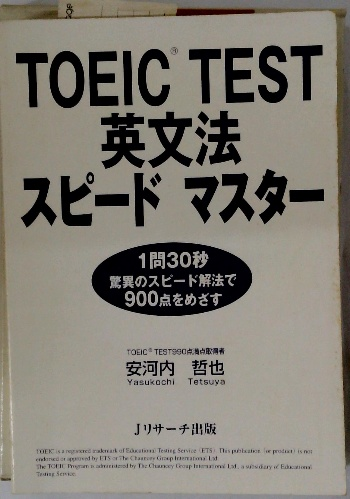 TOEIC® TEST
英文法
スピード マスター
1問30秒
驚異のスピード解法で
900点をめざす
TOEIC® TEST990点満点取得者
安河内 哲也
Yasukochi Tetsuya
Jリサーチ出版
TOEIC is a registered trademark of Educational Testing Service (ETS). This publication (or product) is not
endorsed or approved by ETS or The Chauncey Group International Ltd.
The TOEIC Program is administered by The Chauncey Group International Ltd., a subsidiary of Educational
Testing Service.